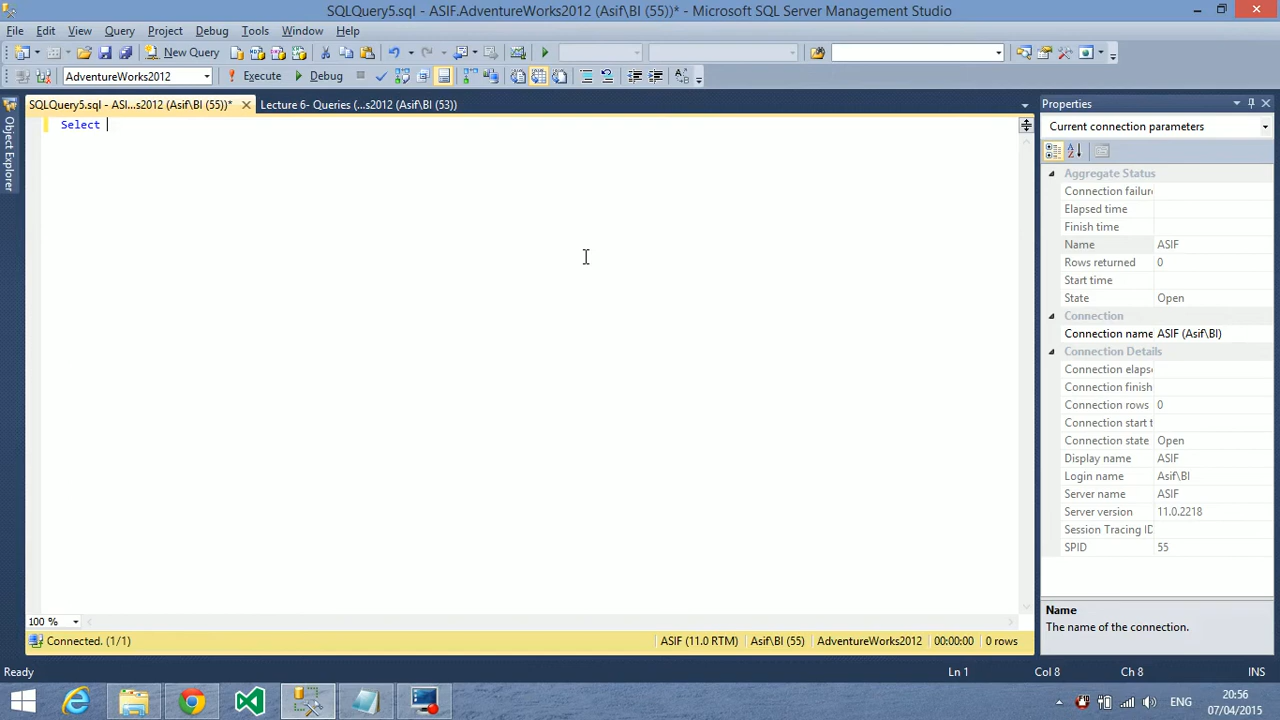 SQLQuery5.sql - ASIF.AdventureWorks2012 (Asif\BI (55))* - Microsoft SQL Server Management Studio
File Edit View Query Project Debug Tools Window Help
New Query
AdventureWorks2012 Execute Debug
SQLQuery5.sql - ASI...s2012 (Asif\BI (55))* Lecture 6- Queries (...s2012 (Asif\BI (53))
Object Explorer
Select
100 %
Connected. (1/1) ASIF (11.0 RTM) Asif\BI (55) AdventureWorks2012 00:00:00 0 rows
Properties
Current connection parameters
Aggregate Status
Connection failure
Elapsed time
Finish time
Name ASIF
Rows returned 0
Start time
State Open
Connection
Connection name ASIF (Asif\BI)
Connection Details
Connection elapse
Connection finish
Connection rows 0
Connection start t
Connection state Open
Display name ASIF
Login name Asif\BI
Server name ASIF
Server version 11.0.2218
Session Tracing ID
SPID 55
Name
The name of the connection.
Ready Ln 1 Col 8 Ch 8 INS
ENG
20:56
07/04/2015